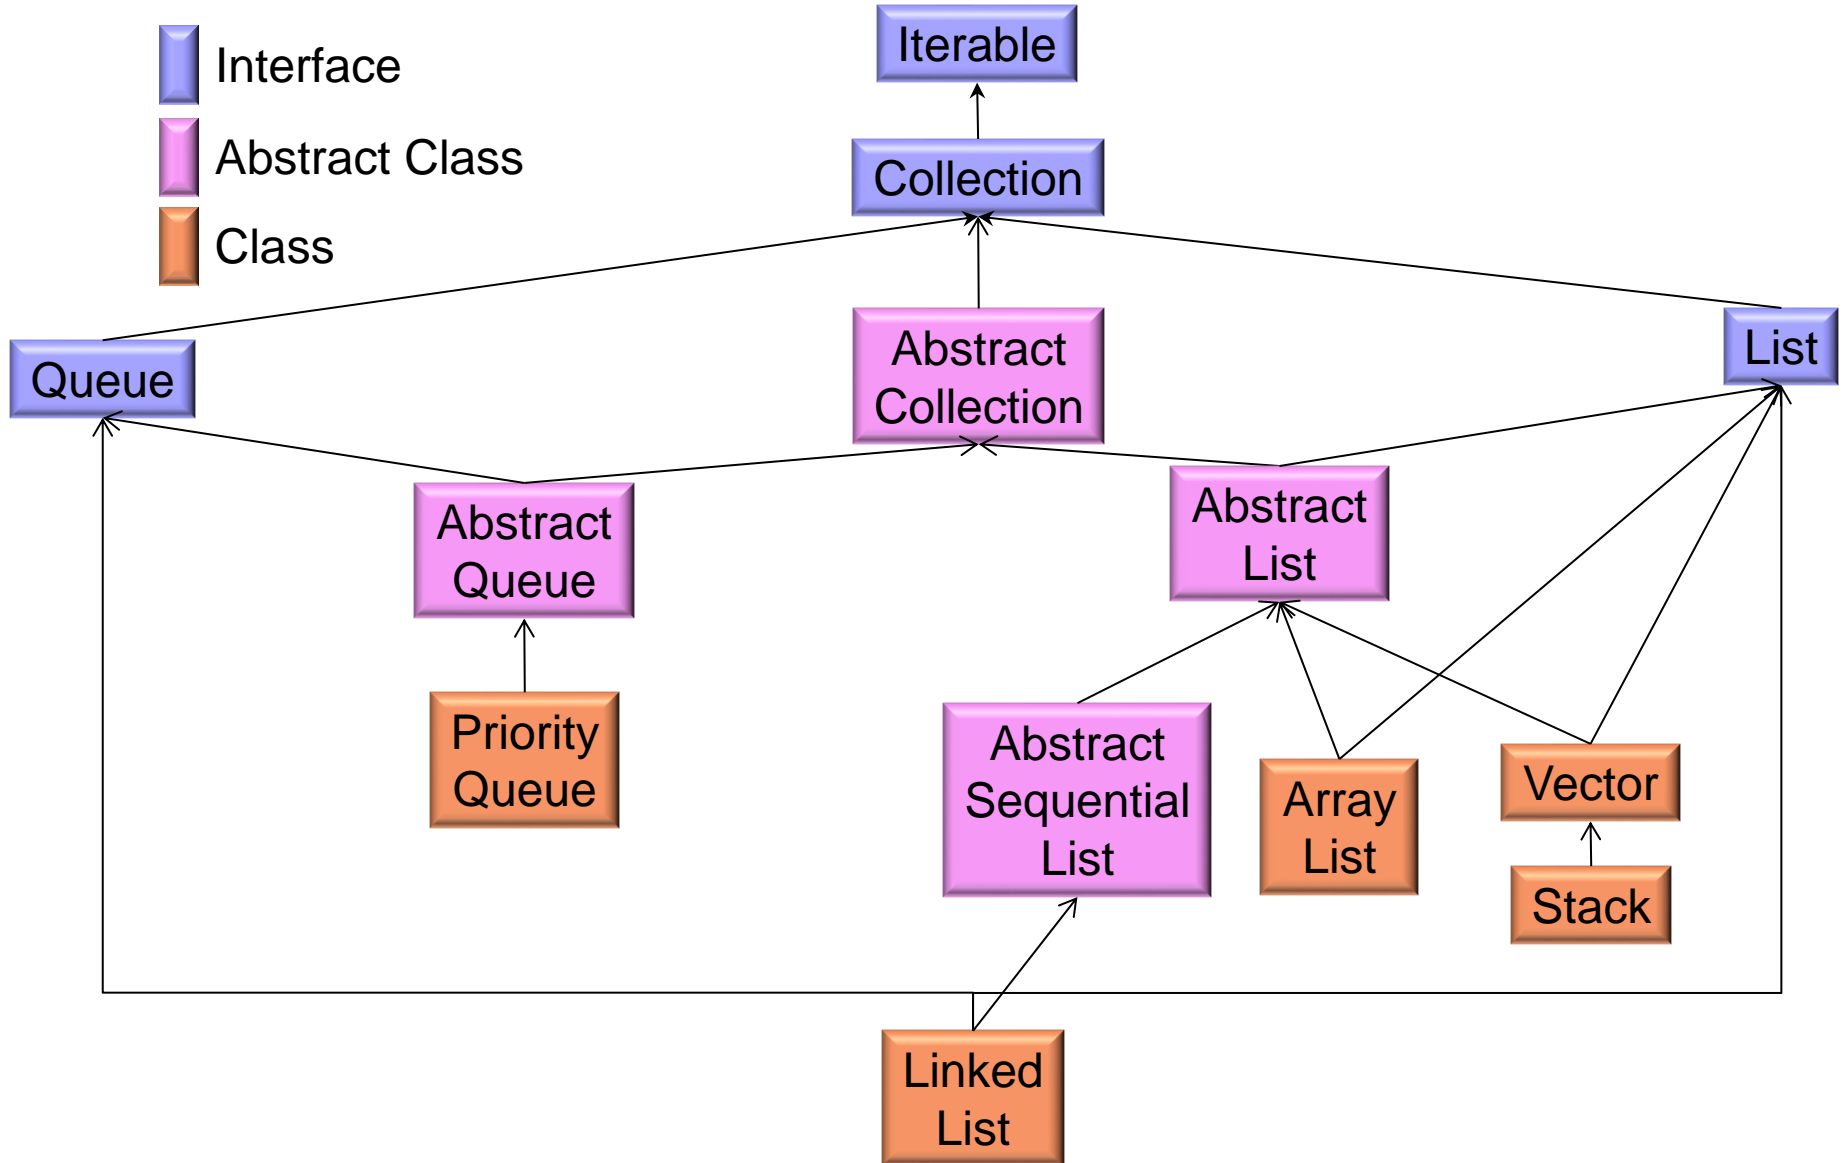 Interface
Abstract Class
Class
Iterable
Collection
Queue
Abstract
Collection
List
Abstract
Queue
Abstract
List
Priority
Queue
Abstract
Sequential
List
Array
List
Vector
Stack
Linked
List